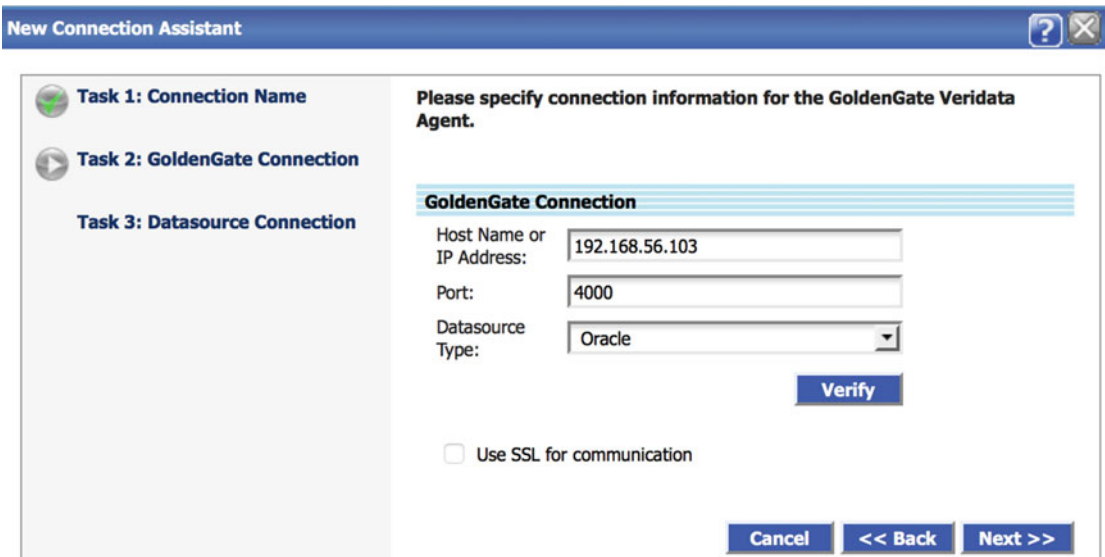 New Connection Assistant
?
Task 1: Connection Name
Task 2: GoldenGate Connection
Task 3: Datasource Connection
Please specify connection information for the GoldenGate Veridata
Agent.
GoldenGate Connection
Host Name or
IP Address:
192.168.56.103
Port:
4000
Datasource
Type:
Oracle
Verify
Use SSL for communication
Cancel
<< Back
Next >>